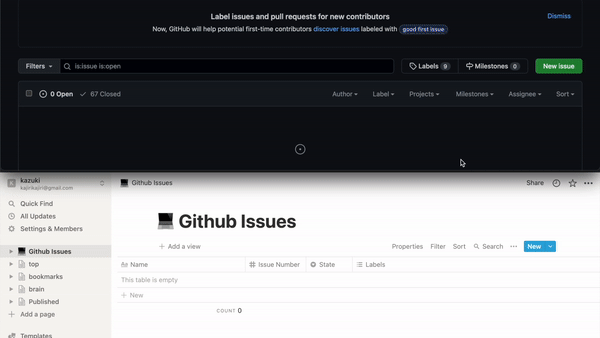 Label issues and pull requests for new contributors
Dismiss
Now, GitHub will help potential first-time contributors discover issues labeled with good first issue
Filters is:issue is:open Labels 9 Milestones 0 New issue
0 Open 67 Closed Author Label Projects Milestones Assignee Sort
K kazuki
kajirikajiri@gmail.com
Github Issues Share
Quick Find
All Updates
Settings & Members
Github Issues
top
bookmarks
brain
Published
Add a page
Templates
Github Issues
+ Add a view Properties Filter Sort Search ... New
Aa Name # Issue Number State Labels
This table is empty
+ New
COUNT 0